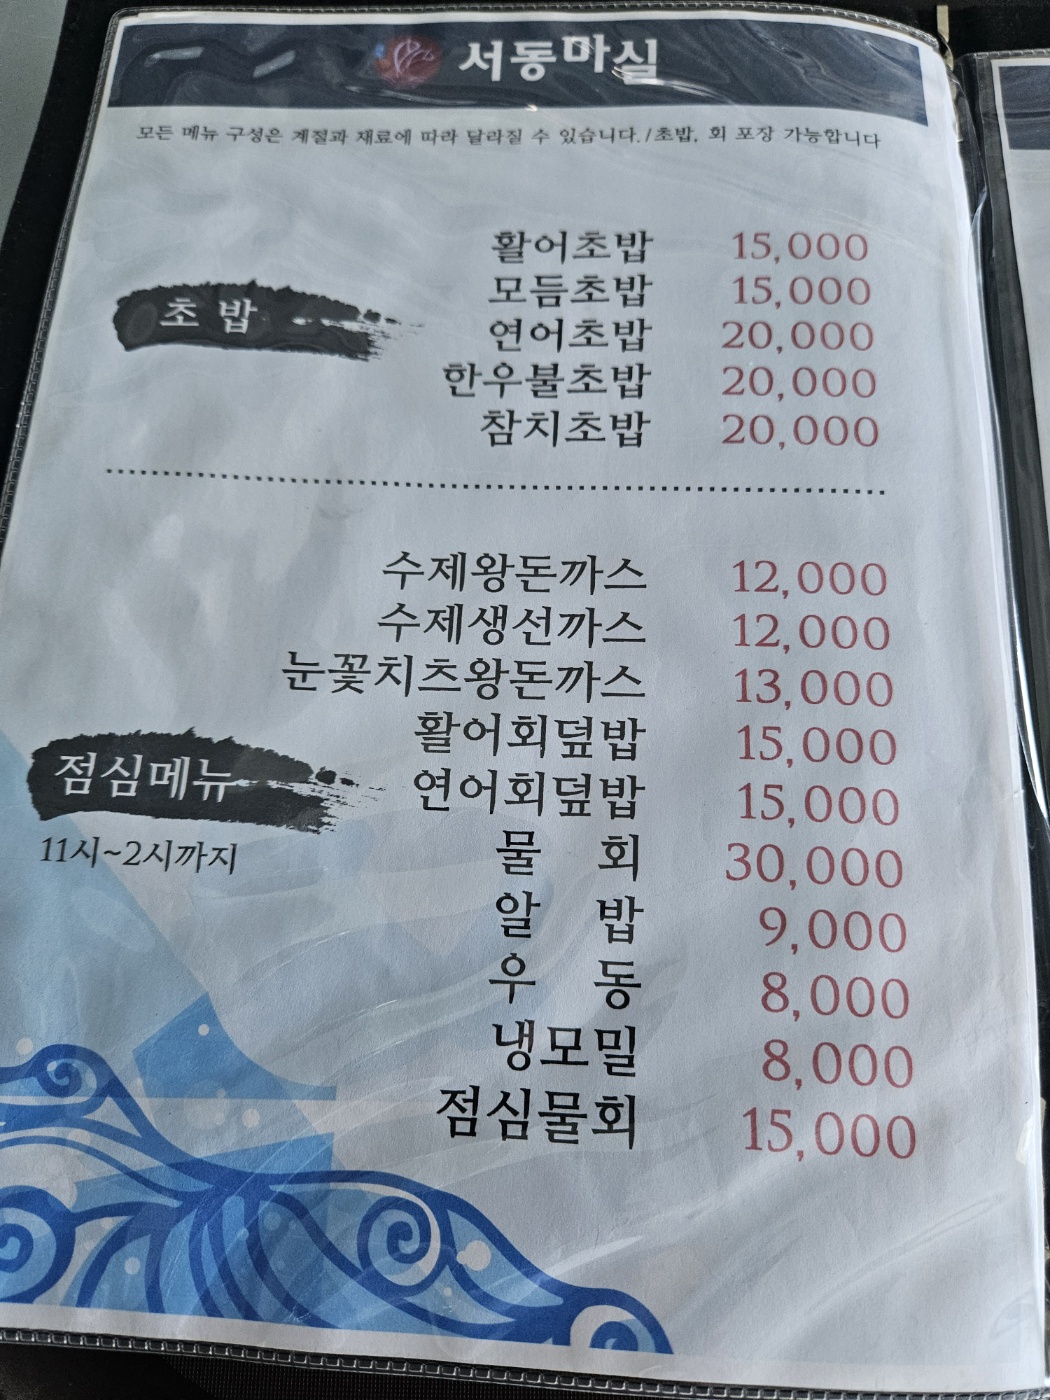 서동마실
모든 메뉴 구성은 계절과 재료에 따라 달라질 수 있습니다./초밥, 회 포장 가능합니다
초밥
활어초밥 15,000
모듬초밥 15,000
연어초밥 20,000
한우불초밥 20,000
참치초밥 20,000
점심메뉴
11시~2시까지
수제왕돈까스 12,000
수제생선까스 12,000
눈꽃치츠왕돈까스 13,000
활어회덮밥 15,000
연어회덮밥 15,000
물 회 30,000
알 밥 9,000
우 동 8,000
냉모밀 8,000
점심물회 15,000